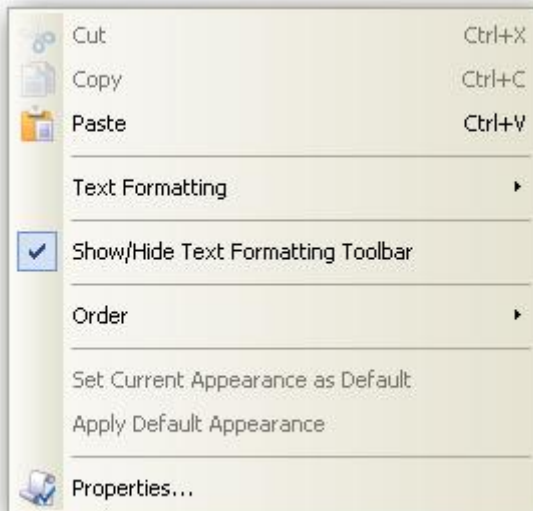 Cut Ctrl+X
Copy Ctrl+C
Paste Ctrl+V
Text Formatting
Show/Hide Text Formatting Toolbar
Order
Set Current Appearance as Default
Apply Default Appearance
Properties...